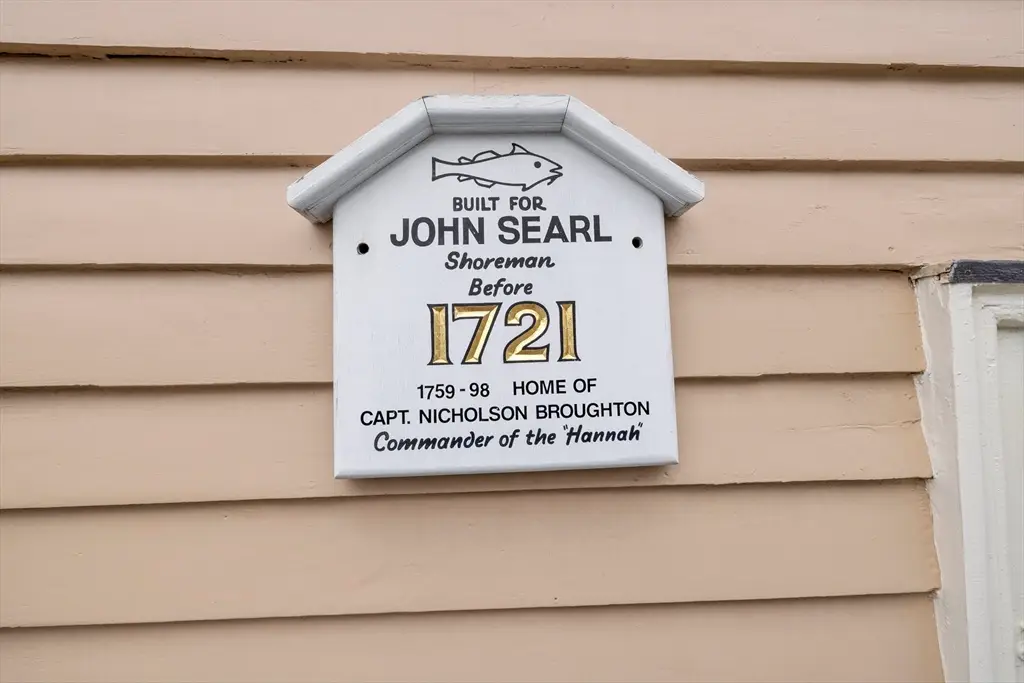 BUILT FOR
JOHN SEARL
Shoreman
Before
1721
1759-98 HOME OF
CAPT. NICHOLSON BROUGHTON
Commander of the "Hannah"